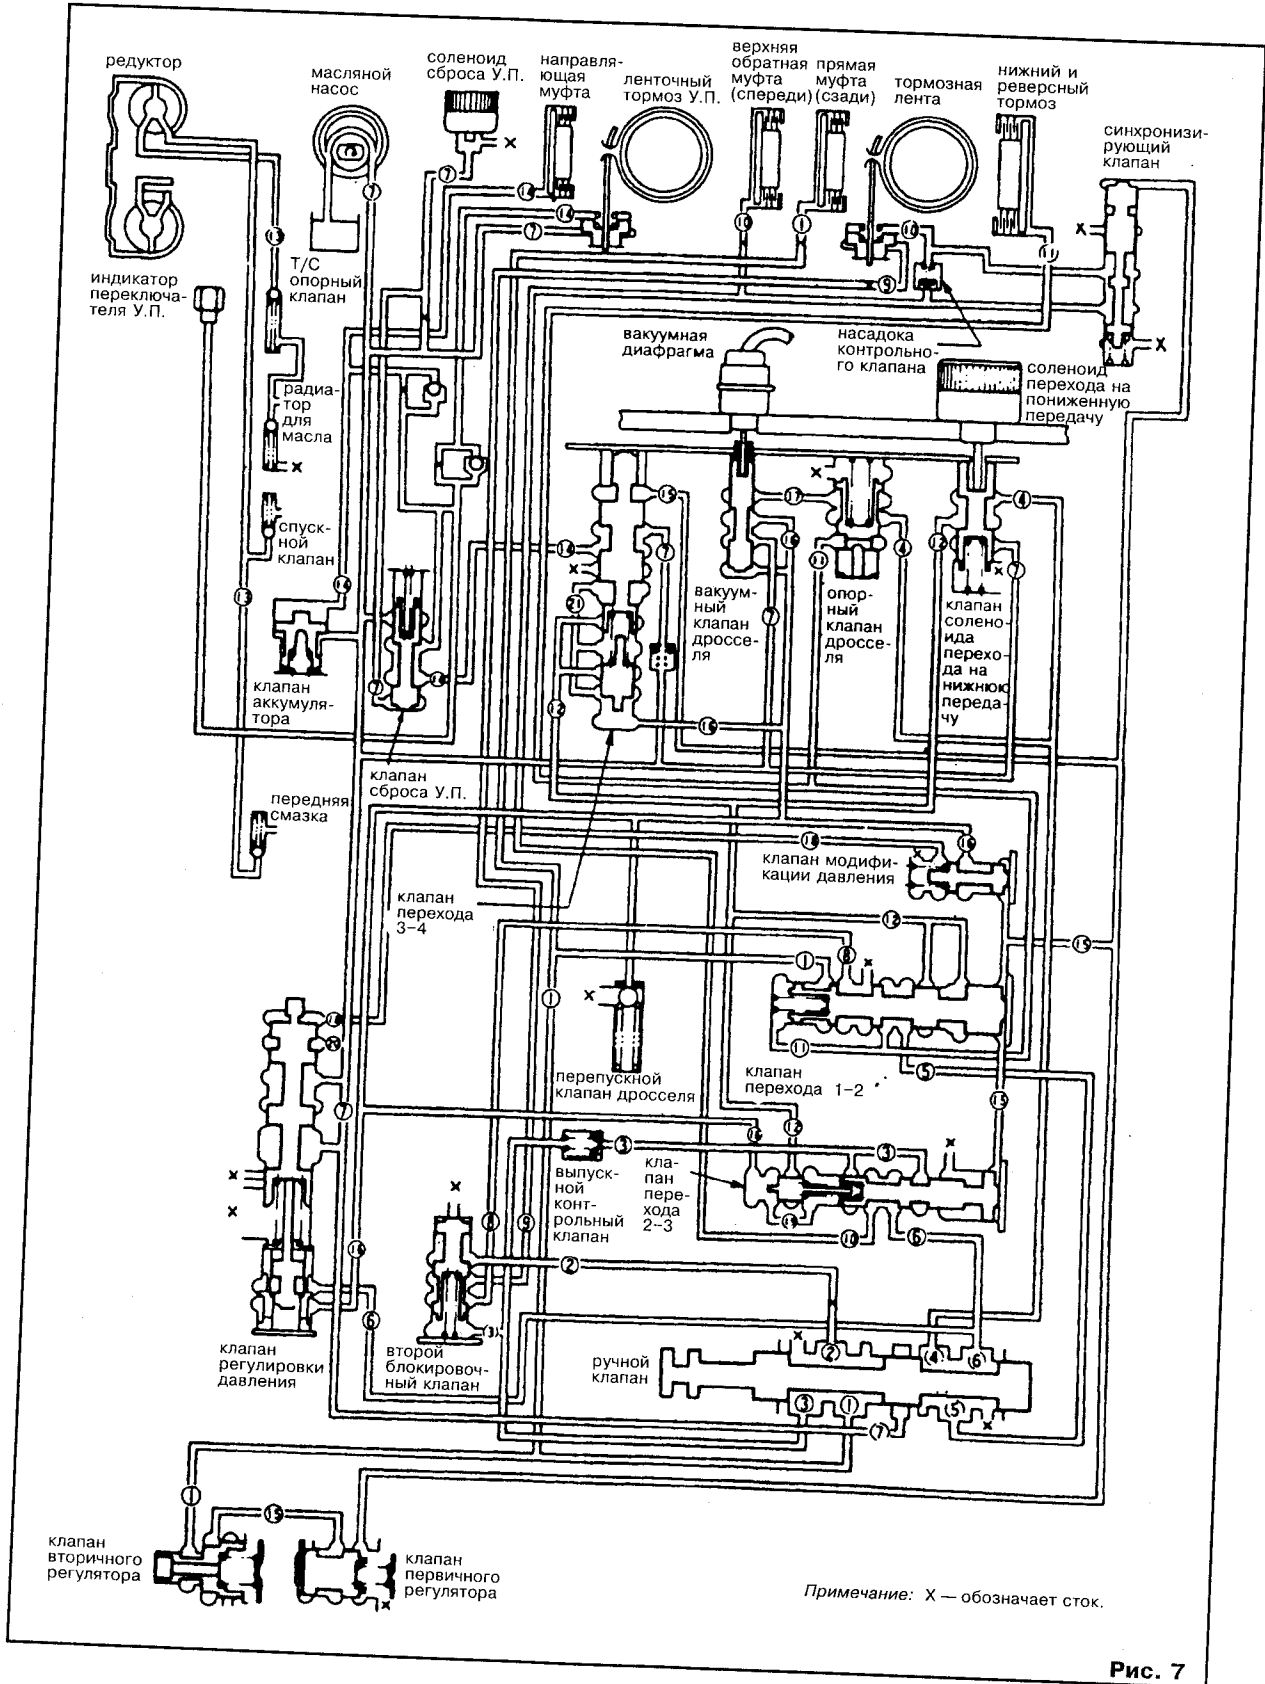 редуктор
масляной
насос
соленоид
сброса У.П.
направля-
ющая
муфта
ленточный
тормоз У.П.
верхняя
обратная
муфта
(спереди)
прямая
муфта
(сзади)
тормозная
лента
нижний и
реверсный
тормоз
синхронизи-
рующий
клапан
индикатор
переключа-
теля У.П.
Т/С
опорный
клапан
вакуумная
диафрагма
насадока
контрольно-
го клапана
соленоид
перехода на
пониженную
передачу
радиа-
тор
для
масла
спуск-
ной
клапан
клапан
аккумуля-
тора
вакуум-
ный
клапан
дроссе-
ля
опор-
ный
клапан
дроссе-
ля
клапан
солено-
ида
перехо-
да на
нижнюю
переда-
чу
клапан
сброса У.П.
передняя
смазка
клапан модифи-
кации давления
клапан
перехода
3-4
перепускной
клапан дросселя
клапан
перехода 1-2
выпуск-
ной
конт-
рольный
клапан
кла-
пан
пере-
хода
2-3
клапан
регулировки
давления
второй
блокировоч-
ный клапан
ручной
клапан
клапан
вторичного
регулятора
клапан
первичного
регулятора
Примечание: X — обозначает сток.
Рис. 7